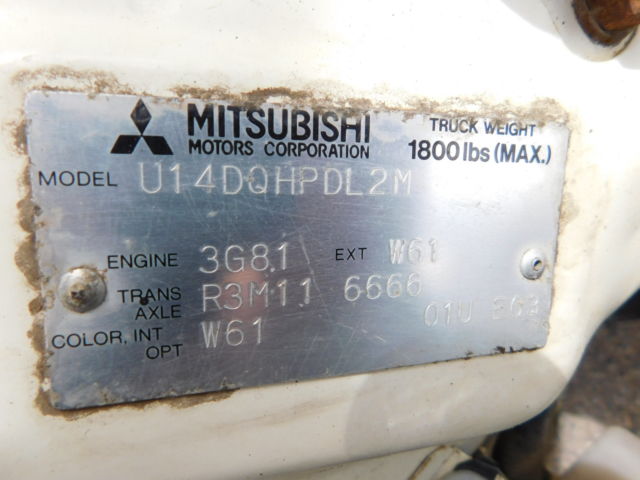 MITSUBISHI
MOTORS CORPORATION
TRUCK WEIGHT
1800 lbs (MAX.)
MODEL U14DQHPDL2M
ENGINE 3G81 EXT W61
TRANS AXLE R3M11 6666
COLOR, INT OPT W61
01U